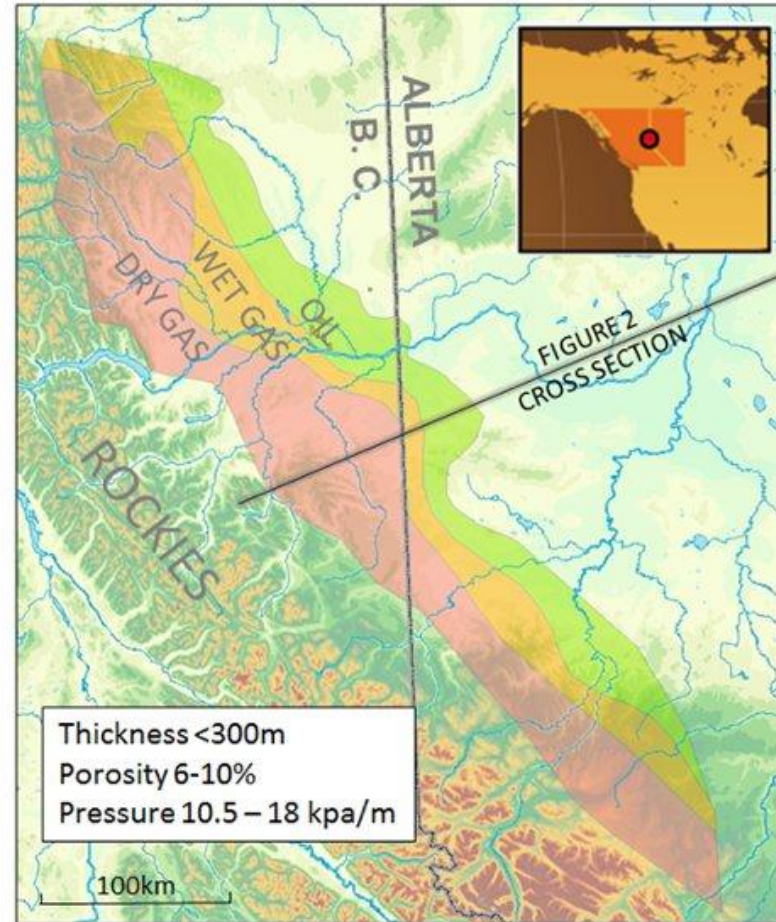 ALBERTA
B. C.
DRY GAS
WET GAS
OIL
FIGURE 2
CROSS SECTION
ROCKIES
Thickness <300m
Porosity 6-10%
Pressure 10.5 – 18 kpa/m
100km